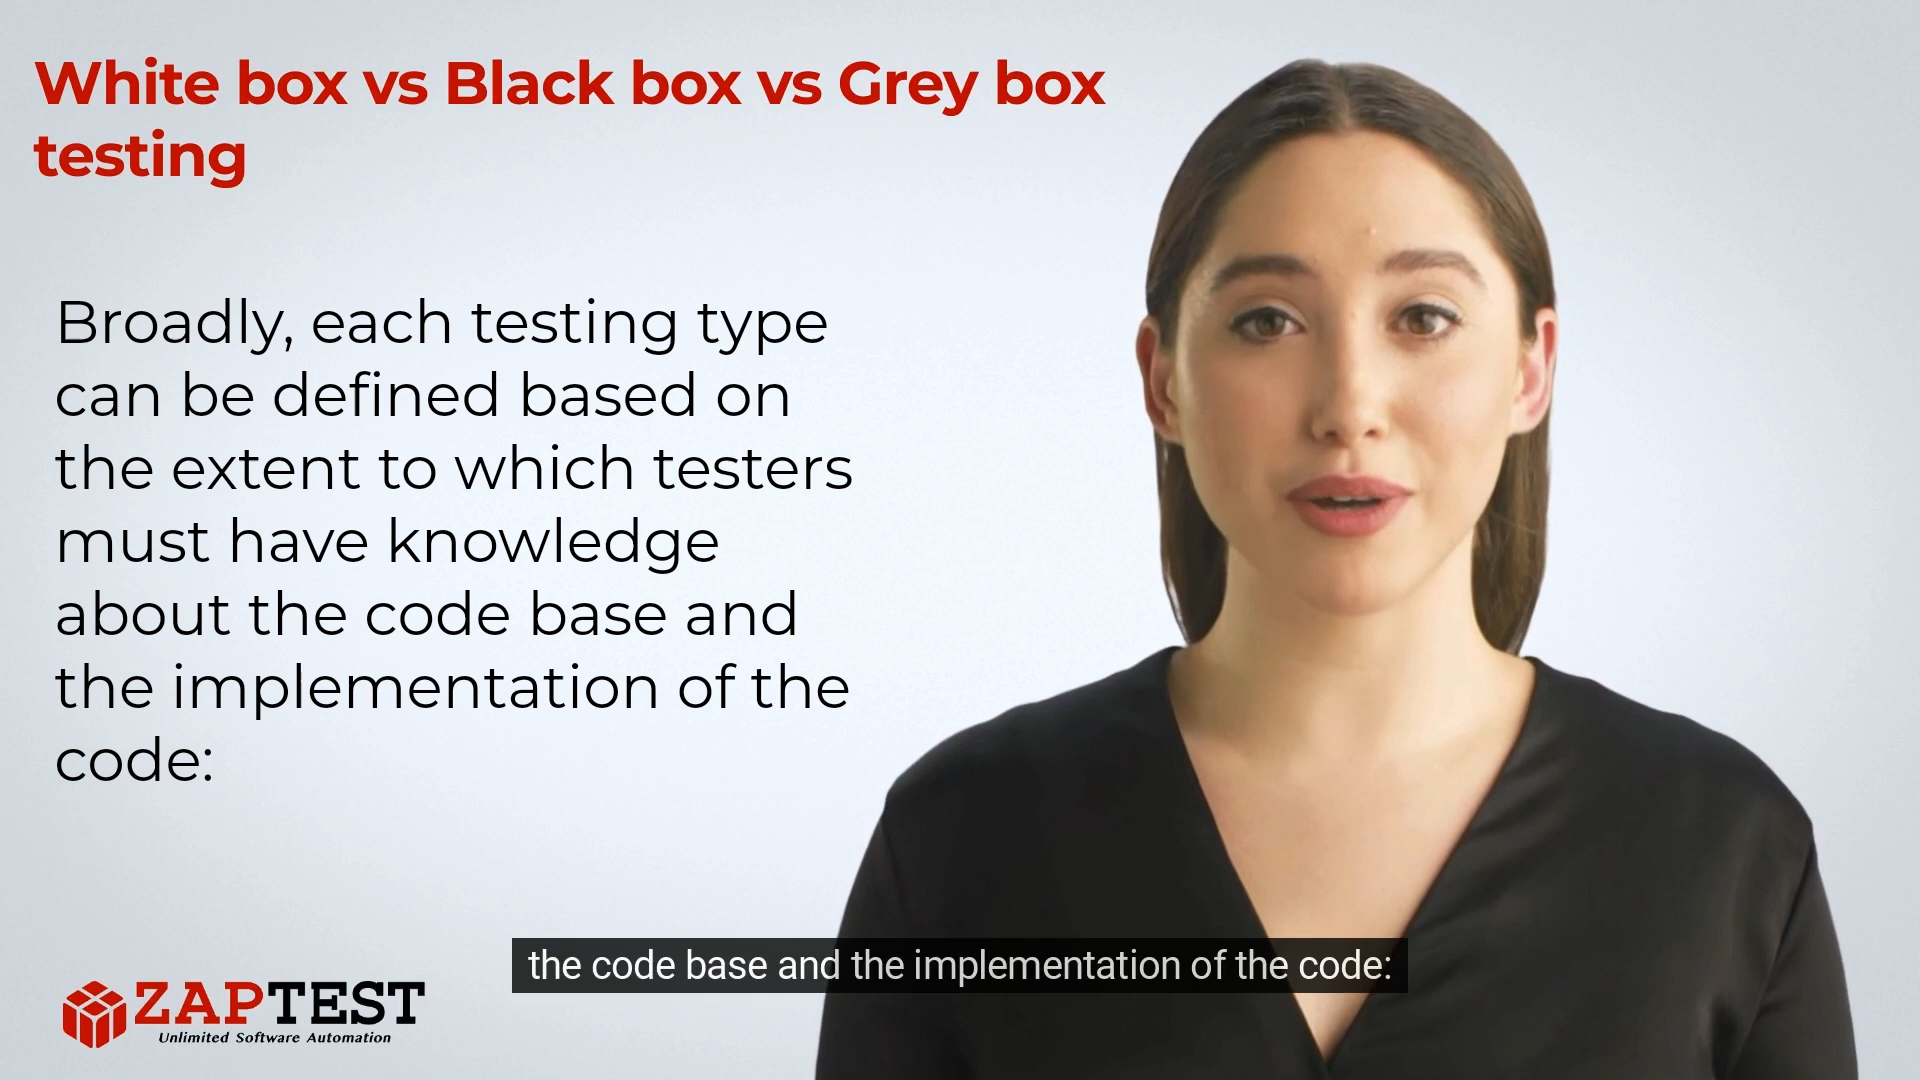 White box vs Black box vs Grey box
testing
Broadly, each testing type
can be defined based on
the extent to which testers
must have knowledge
about the code base and
the implementation of the
code:
the code base and the implementation of the code:
ZAPTEST
Unlimited Software Automation